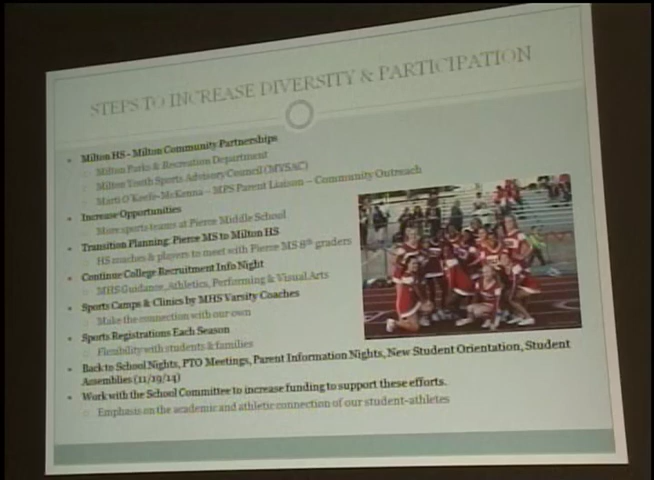 STEPS TO INCREASE DIVERSITY & PARTICIPATION
Milton HS - Milton Community Partnerships
Milton Parks & Recreation Department
Milton Youth Sports Advisory Council (MYSAC)
Marti O'Keefe-McKenna – MPS Parent Liaison – Community Outreach
Increase Opportunities
More sports teams at Pierce Middle School
Transition Planning: Pierce MS to Milton HS
HS coaches & players to meet with Pierce MS 8th graders
Continue College Recruitment Info Night
MHS Guidance, Athletics, Performing & Visual Arts
Sports Camps & Clinics by MHS Varsity Coaches
Make the connection with our own
Sports Registrations Each Season
Flexibility with students & families
Back to School Nights, PTO Meetings, Parent Information Nights, New Student Orientation, Student
Assemblies (11/19/14)
Work with the School Committee to increase funding to support these efforts.
Emphasis on the academic and athletic connection of our student-athletes